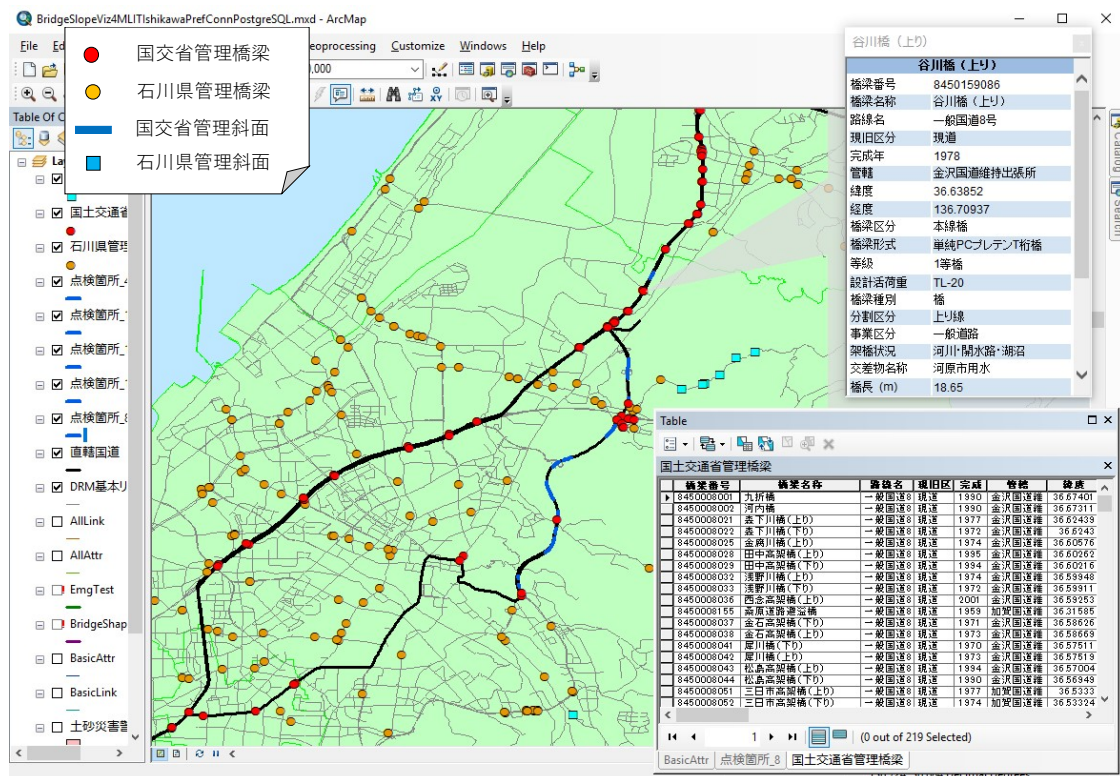 BridgeSlopeViz4MLITIshikawaPrefConnPostgreSQL.mxd - ArcMap
File
eoprocessing Customize Windows Help
国交省管理橋梁
石川県管理橋梁
国交省管理斜面
石川県管理斜面
Table Of C
国土交通省
石川県管理
点検箇所_
点検箇所_
点検箇所_
点検箇所_
点検箇所_8
直轄国道
DRM基本リ
AllLink
AllAttr
EmgTest
BridgeShap
BasicAttr
BasicLink
土砂災害警
Catalog
Search
谷川橋（上り）
谷川橋（上り）
橋梁番号 8450159086
橋梁名称 谷川橋（上り）
路線名 一般国道8号
現旧区分 現道
完成年 1978
管轄 金沢国道維持出張所
緯度 36.63852
経度 136.70937
橋梁区分 本線橋
橋梁形式 単純PCプレテンT桁橋
等級 1等橋
設計活荷重 TL-20
橋梁種別 橋
分割区分 上り線
事業区分 一般道路
架橋状況 河川・開水路・湖沼
交差物名称 河原市用水
橋長（m） 18.65
Table
国土交通省管理橋梁
橋梁番号 橋梁名称 路線名 現旧区 完成 管轄 緯度
8450008001 九折橋 一般国道8 現道 1990 金沢国道維 36.67401
8450008002 河内橋 一般国道8 現道 1990 金沢国道維 36.67311
8450008021 森下川橋(上り) 一般国道8 現道 1977 金沢国道維 36.62439
8450008022 森下川橋(下り) 一般国道8 現道 1972 金沢国道維 36.6243
8450008025 金腐川橋(上り) 一般国道8 現道 1974 金沢国道維 36.60576
8450008028 田中高架橋(上り) 一般国道8 現道 1995 金沢国道維 36.60262
8450008029 田中高架橋(下り) 一般国道8 現道 1994 金沢国道維 36.60216
8450008032 浅野川橋(上り) 一般国道8 現道 1974 金沢国道維 36.59948
8450008033 浅野川橋(下り) 一般国道8 現道 1972 金沢国道維 36.59911
8450008036 西念高架橋(上り) 一般国道8 現道 2001 金沢国道維 36.59253
8450008155 桑原道路避溢橋 一般国道8 現道 1959 加賀国道維 36.31585
8450008037 金石高架橋(下り) 一般国道8 現道 1971 金沢国道維 36.58626
8450008038 金石高架橋(上り) 一般国道8 現道 1973 金沢国道維 36.58669
8450008041 犀川橋(下り) 一般国道8 現道 1970 金沢国道維 36.57511
8450008042 犀川橋(上り) 一般国道8 現道 1973 金沢国道維 36.57519
8450008043 松島高架橋(上り) 一般国道8 現道 1994 金沢国道維 36.57004
8450008044 松島高架橋(下り) 一般国道8 現道 1990 金沢国道維 36.56949
8450008051 三日市高架橋(上り) 一般国道8 現道 1977 加賀国道維 36.5333
8450008052 三日市高架橋(下り) 一般国道8 現道 1974 加賀国道維 36.53324
1 (0 out of 219 Selected)
BasicAttr 点検箇所_8 国土交通省管理橋梁